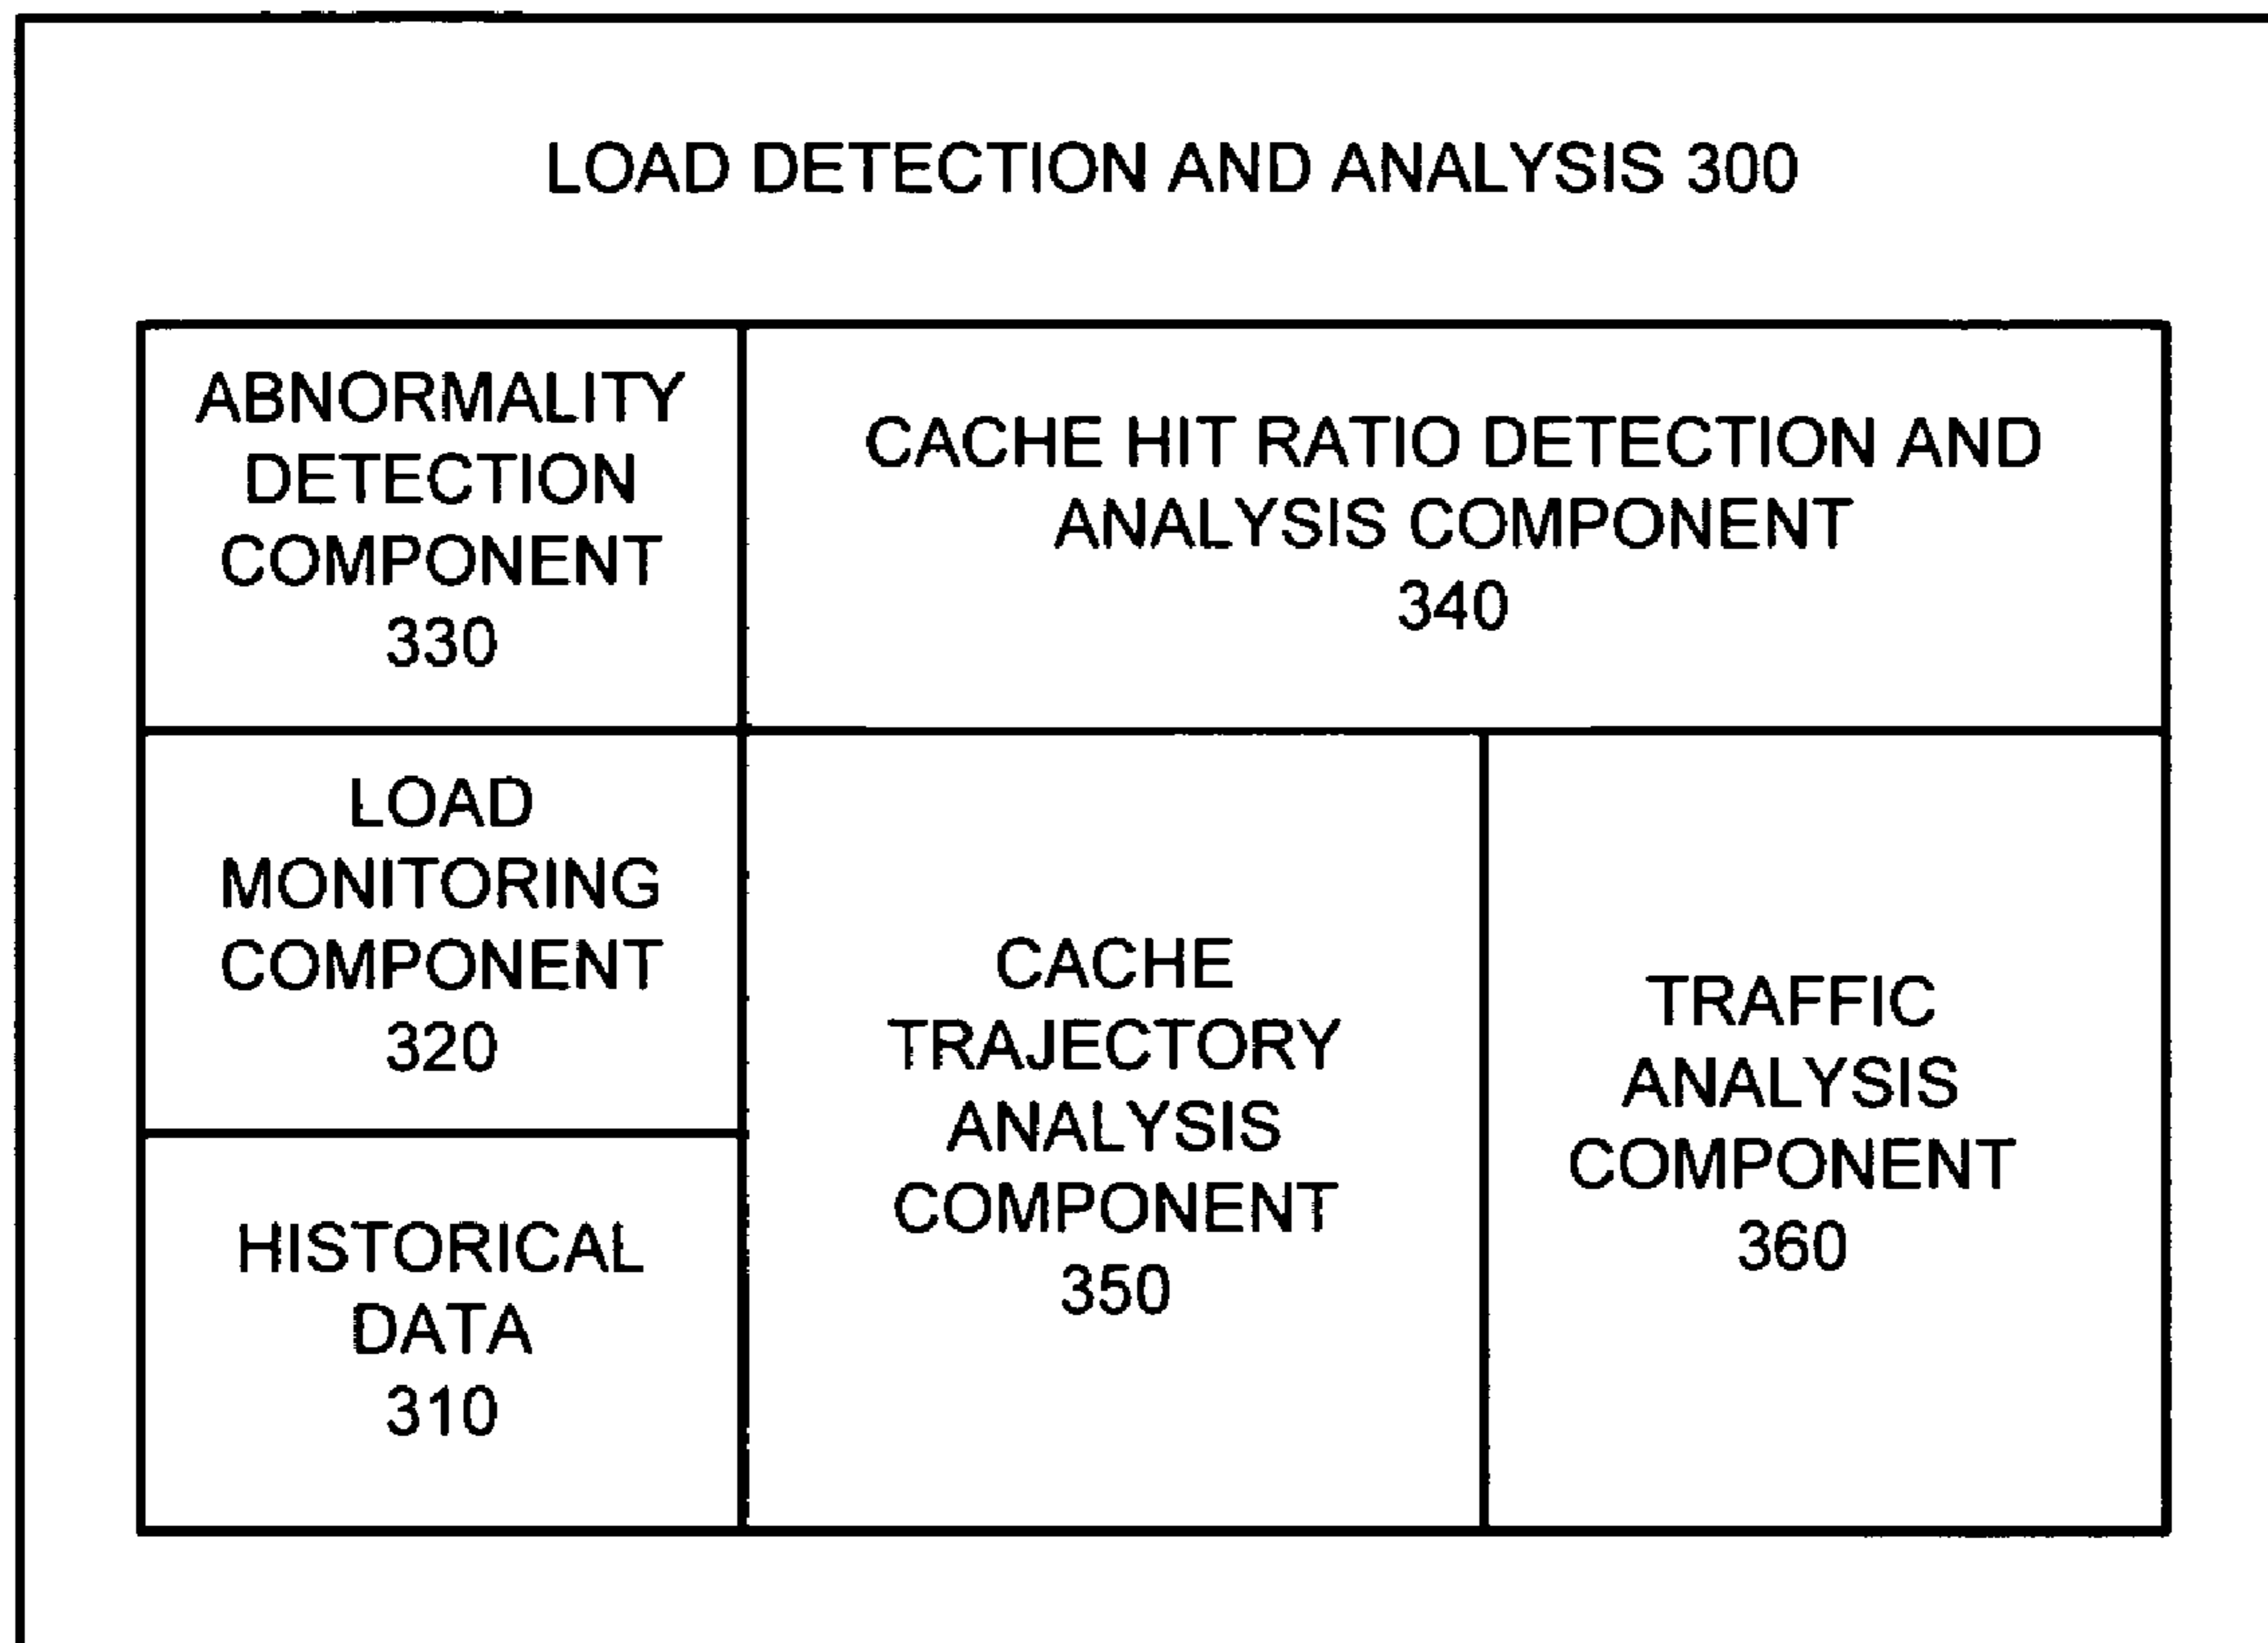 LOAD DETECTION AND ANALYSIS 300
ABNORMALITY
DETECTION
COMPONENT
330
CACHE HIT RATIO DETECTION AND
ANALYSIS COMPONENT
340
LOAD
MONITORING
COMPONENT
320
HISTORICAL
DATA
310
CACHE
TRAJECTORY
ANALYSIS
COMPONENT
350
TRAFFIC
ANALYSIS
COMPONENT
360